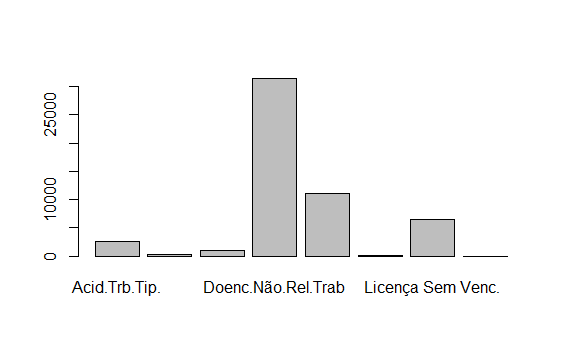 25000
10000
0
Acid.Trb.Tip.
Doenc.Não.Rel.Trab
Licença Sem Venc.